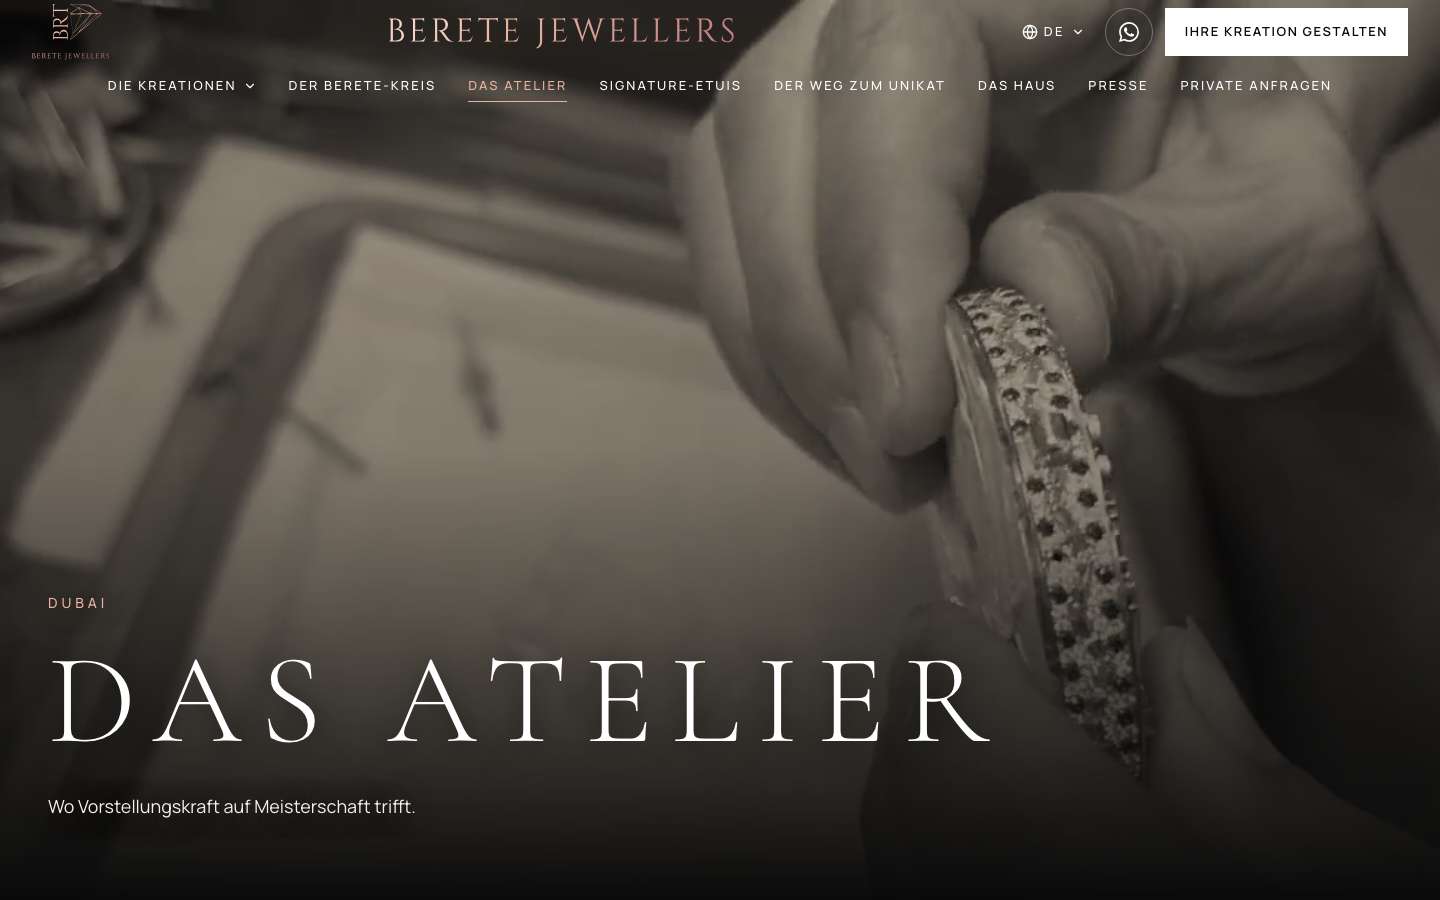 BRT
BERETE JEWELLERS
BERETE JEWELLERS
DE
IHRE KREATION GESTALTEN
DIE KREATIONEN
DER BERETE-KREIS
DAS ATELIER
SIGNATURE-ETUIS
DER WEG ZUM UNIKAT
DAS HAUS
PRESSE
PRIVATE ANFRAGEN
DUBAI
DAS ATELIER
Wo Vorstellungskraft auf Meisterschaft trifft.